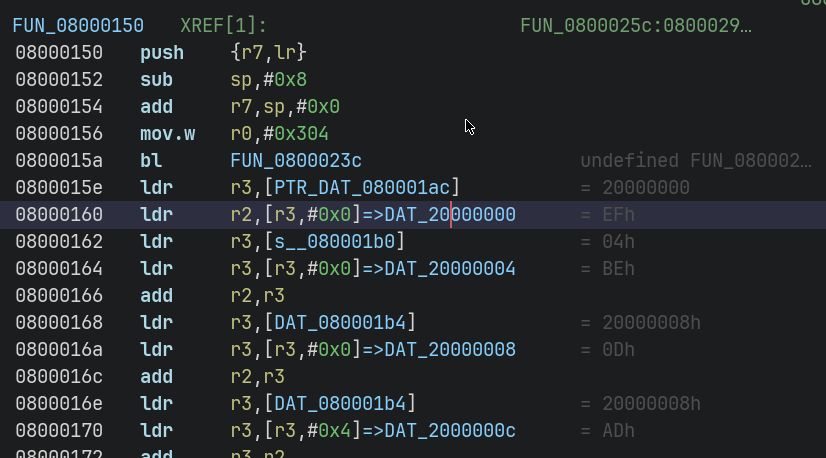 FUN_08000150 XREF[1]: FUN_0800025c:0800029…
08000150 push {r7,lr}
08000152 sub sp,#0x8
08000154 add r7,sp,#0x0
08000156 mov.w r0,#0x304
0800015a bl FUN_0800023c undefined FUN_080002…
0800015e ldr r3,[PTR_DAT_080001ac] = 20000000
08000160 ldr r2,[r3,#0x0]=>DAT_20000000 = EFh
08000162 ldr r3,[s__080001b0] = 04h
08000164 ldr r3,[r3,#0x0]=>DAT_20000004 = BEh
08000166 add r2,r3
08000168 ldr r3,[DAT_080001b4] = 20000008h
0800016a ldr r3,[r3,#0x0]=>DAT_20000008 = 0Dh
0800016c add r2,r3
0800016e ldr r3,[DAT_080001b4] = 20000008h
08000170 ldr r3,[r3,#0x4]=>DAT_2000000c = ADh
08000172 add r3,r2